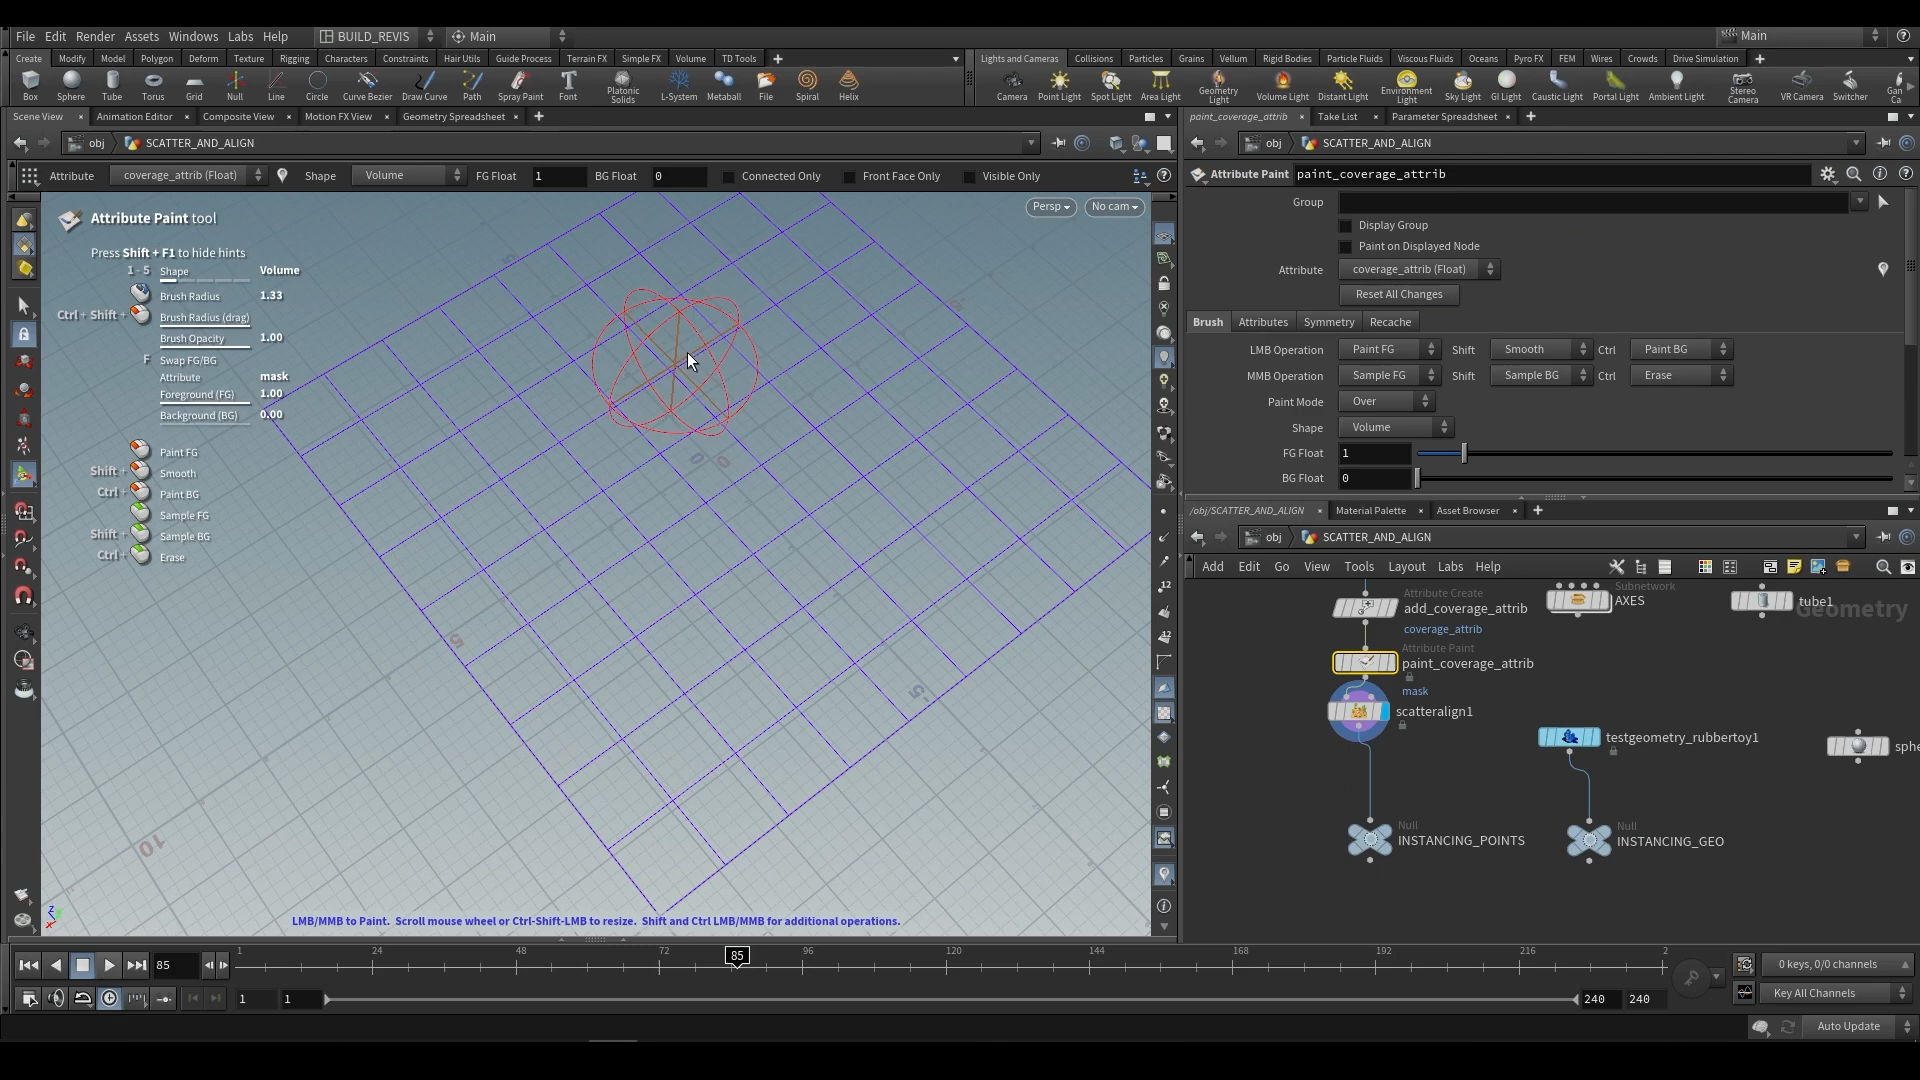 File Edit Render Assets Windows Labs Help BUILD_REVIS Main Main
Create Modify Model Polygon Deform Texture Rigging Characters Constraints Hair Utils Guide Process Terrain FX Simple FX Volume TD Tools
Lights and Cameras Collisions Particles Grains Vellum Rigid Bodies Particle Fluids Viscous Fluids Oceans Pyro FX FEM Wires Crowds Drive Simulation
Box Sphere Tube Torus Grid Null Line Circle Curve Bezier Draw Curve Path Spray Paint Font Platonic Solids L-System Metaball File Spiral Helix
Camera Point Light Spot Light Area Light Geometry Light Volume Light Distant Light Environment Light Sky Light GI Light Caustic Light Portal Light Ambient Light Stereo Camera VR Camera Switcher Gan Ca
Scene View Animation Editor Composite View Motion FX View Geometry Spreadsheet
obj SCATTER_AND_ALIGN
Attribute coverage_attrib (Float) Shape Volume FG Float 1 BG Float 0 Connected Only Front Face Only Visible Only
Attribute Paint tool
Persp No cam
Press Shift + F1 to hide hints
1 - 5 Shape Volume
Brush Radius 1.33
Ctrl + Shift + Brush Radius (drag)
Brush Opacity 1.00
F Swap FG/BG
Attribute mask
Foreground (FG) 1.00
Background (BG) 0.00
Paint FG
Shift + Smooth
Ctrl + Paint BG
Sample FG
Shift + Sample BG
Ctrl + Erase
5
0
0
5
-5
10
12
12
z
x
LMB/MMB to Paint. Scroll mouse wheel or Ctrl-Shift-LMB to resize. Shift and Ctrl LMB/MMB for additional operations.
paint_coverage_attrib Take List Parameter Spreadsheet
obj SCATTER_AND_ALIGN
Attribute Paint paint_coverage_attrib
Group
Display Group
Paint on Displayed Node
Attribute coverage_attrib (Float)
Reset All Changes
Brush Attributes Symmetry Recache
LMB Operation Paint FG Shift Smooth Ctrl Paint BG
MMB Operation Sample FG Shift Sample BG Ctrl Erase
Paint Mode Over
Shape Volume
FG Float 1
BG Float 0
/obj/SCATTER_AND_ALIGN Material Palette Asset Browser
obj SCATTER_AND_ALIGN
Add Edit Go View Tools Layout Labs Help
Geometry
Attribute Create
add_coverage_attrib
coverage_attrib
Subnetwork
AXES
tube1
Attribute Paint
paint_coverage_attrib
mask
scatteralign1
testgeometry_rubbertoy1
sphe
Null
INSTANCING_POINTS
Null
INSTANCING_GEO
85 1 24 48 72 85 96 120 144 168 192 216 2
0 keys, 0/0 channels
1 1 240 240
Key All Channels
Auto Update